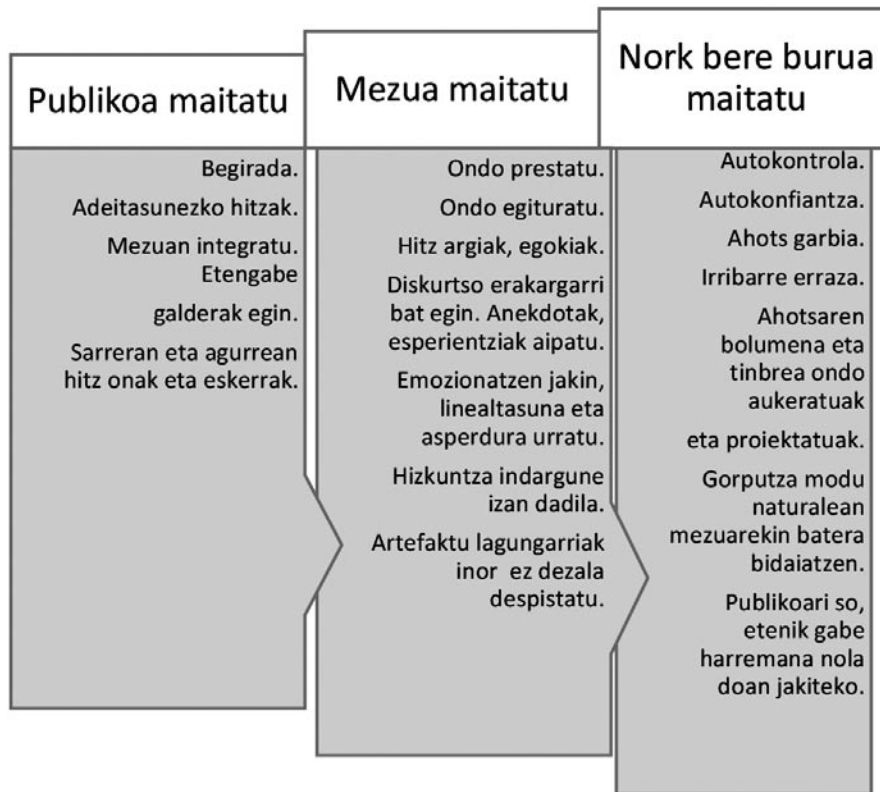 Publikoa maitatu
Begirada.
Adeitasunezko hitzak.
Mezuan integratu.
Etengabe
galderak egin.
Sarreran eta agurrean
hitz onak eta eskerrak.
Mezua maitatu
Ondo prestatu.
Ondo egituratu.
Hitz argiak, egokiak.
Diskurtso erakargarri
bat egin. Anekdotak,
esperientziak aipatu.
Emozionatzen jakin,
linealtasuna eta
asperdura urratu.
Hizkuntza indargune
izan dadila.
Artefaktu lagungarriak
inor ez dezala
despistatu.
Nork bere burua
maitatu
Autokontrola.
Autokonfiantza.
Ahots garbia.
Irribarre erraza.
Ahotsaren
bolumena eta
tinbrea ondo
aukeratuak
eta proiektatuak.
Gorputza modu
naturalean
mezuarekin batera
bidaiatzen.
Publikoari so,
etenik gabe
harremana nola
doan jakiteko.